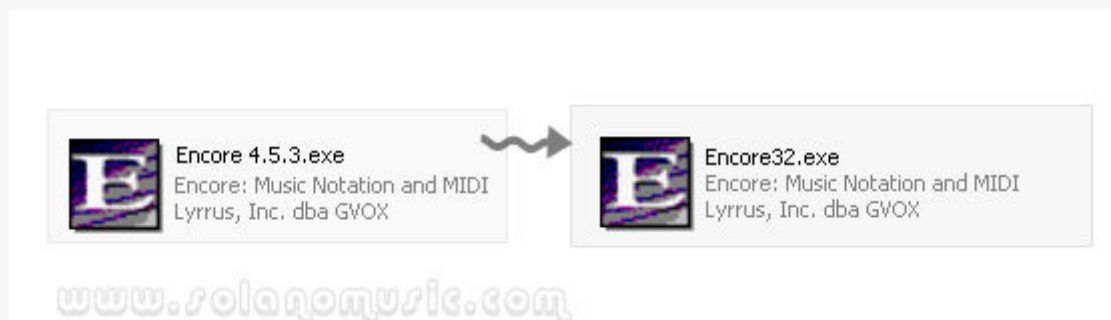 Encore 4.5.3.exe
Encore: Music Notation and MIDI
Lyrrus, Inc. dba GVOX
Encore32.exe
Encore: Music Notation and MIDI
Lyrrus, Inc. dba GVOX
www.solanomusic.com